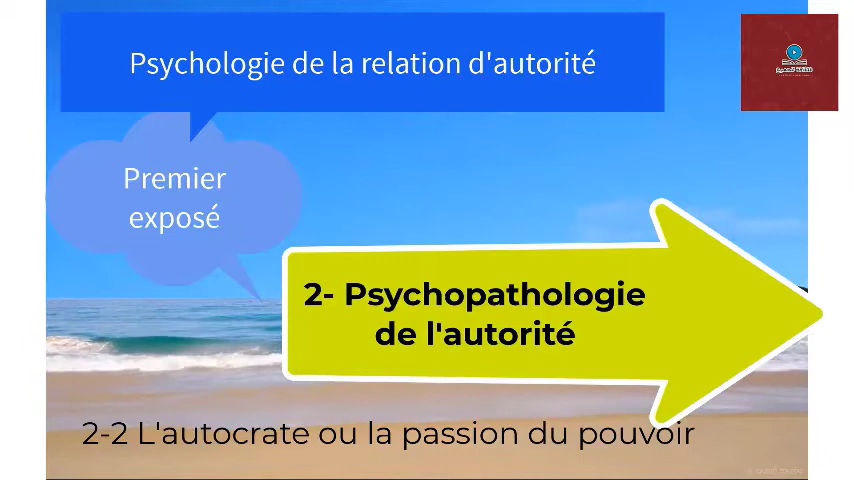 Psychologie de la relation d'autorité
Premier
exposé
2- Psychopathologie
de l'autorité
2-2 L'autocrate ou la passion du pouvoir